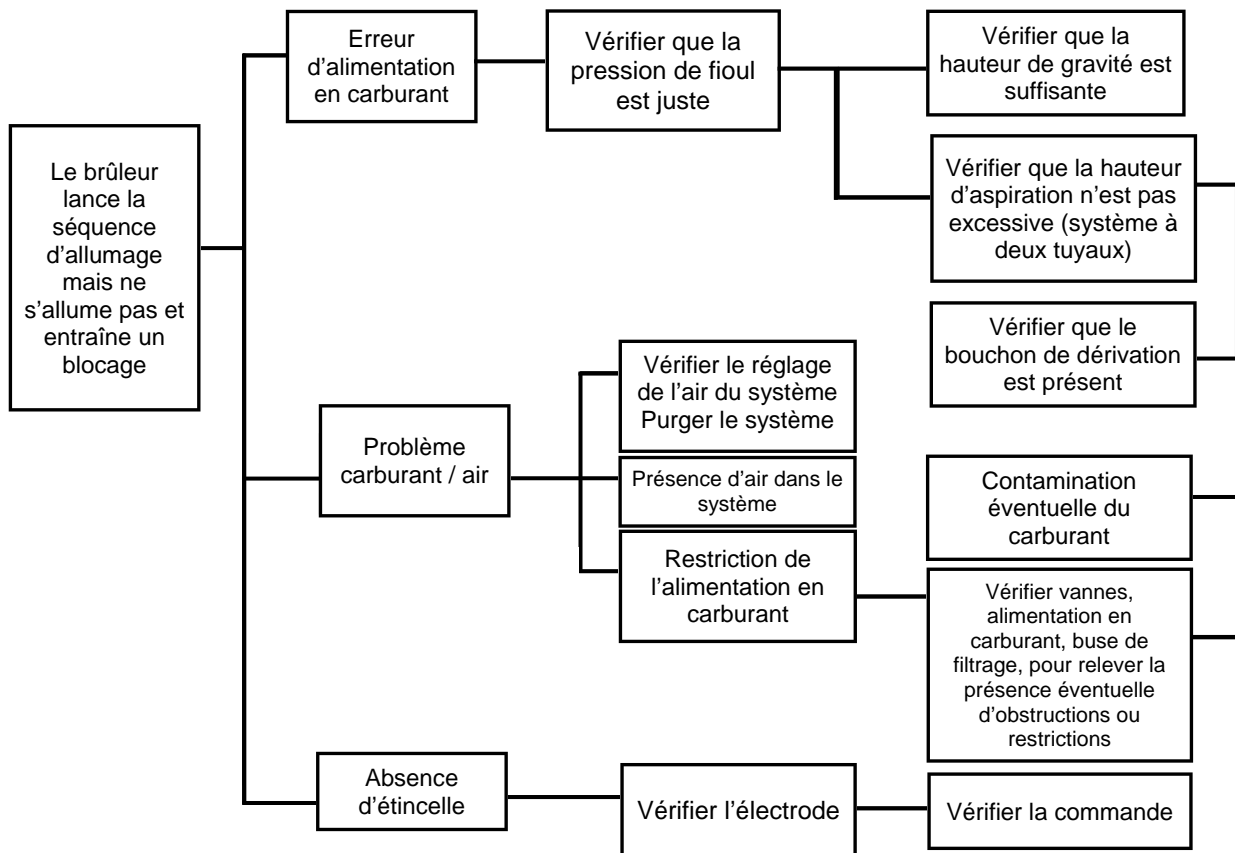 Le brûleur
lance la
séquence
d’allumage
mais ne
s’allume pas et
entraîne un
blocage
Erreur
d’alimentation
en carburant
Vérifier que la
pression de fioul
est juste
Vérifier que la
hauteur de gravité est
suffisante
Vérifier que la hauteur
d’aspiration n’est pas
excessive (système à
deux tuyaux)
Vérifier que le
bouchon de dérivation
est présent
Problème
carburant / air
Vérifier le réglage
de l’air du système
Purger le système
Présence d’air dans le
système
Restriction de
l’alimentation en
carburant
Contamination
éventuelle du
carburant
Vérifier vannes,
alimentation en
carburant, buse de
filtrage, pour relever la
présence éventuelle
d’obstructions ou
restrictions
Absence
d’étincelle
Vérifier l’électrode
Vérifier la commande